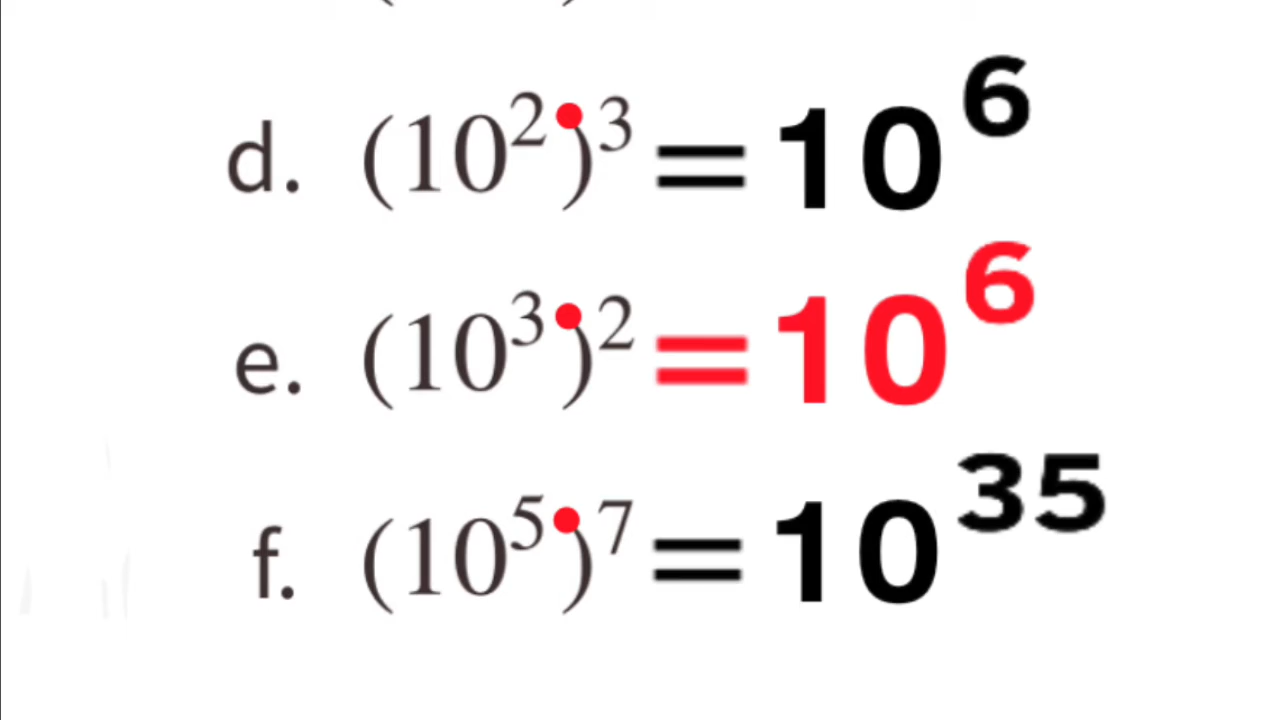 d. (10²•)³ = 10⁶
e. (10³•)² = 10⁶
f. (10⁵•)⁷ = 10³⁵